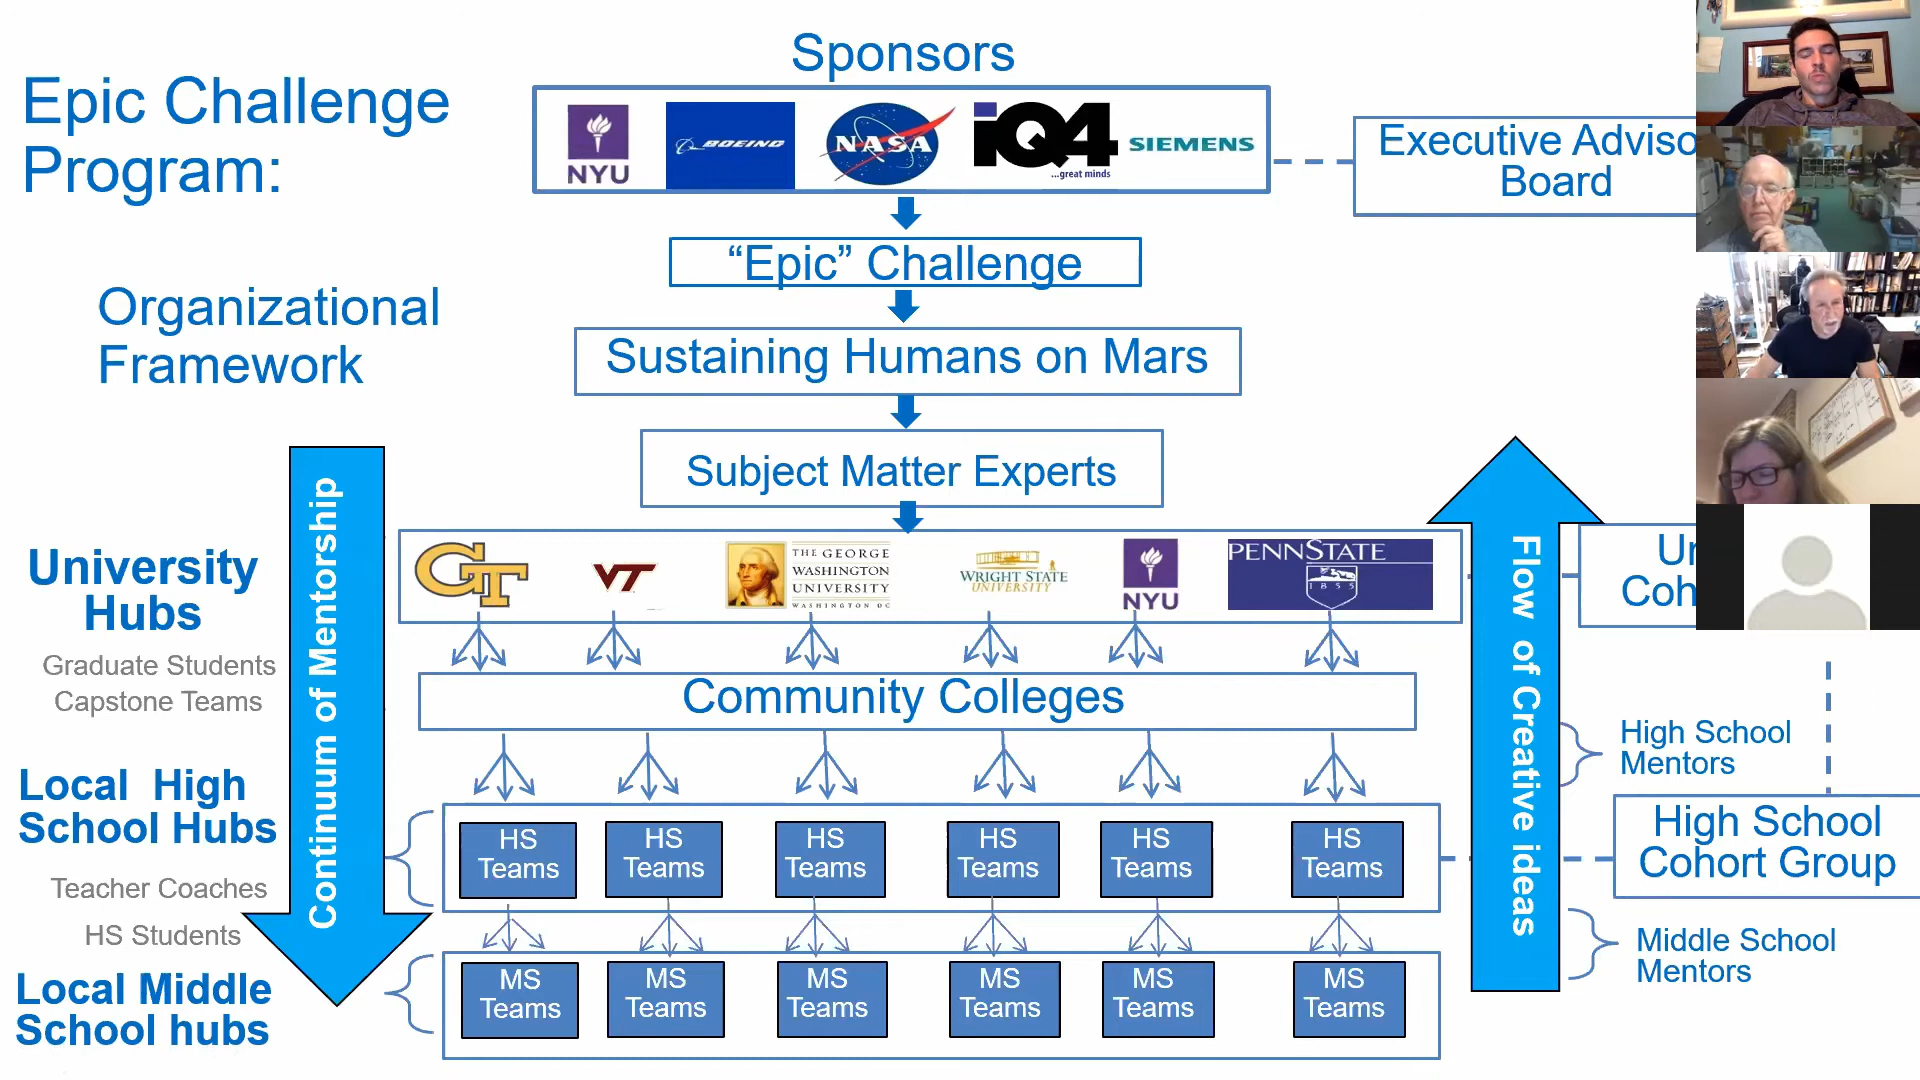 Sponsors
Epic Challenge
Program:
NYU
BOEING
NASA
iQ4
...great minds
SIEMENS
Executive Adviso
Board
“Epic” Challenge
Organizational
Framework
Sustaining Humans on Mars
Subject Matter Experts
Continuum of Mentorship
Flow of Creative ideas
University
Hubs
Graduate Students
Capstone Teams
GT
VT
THE GEORGE
WASHINGTON
UNIVERSITY
WASHINGTON DC
WRIGHT STATE
UNIVERSITY
NYU
PENNSTATE
1855
Un
Coh
Community Colleges
High School
Mentors
Local High
School Hubs
Teacher Coaches
HS Students
HS
Teams
HS
Teams
HS
Teams
HS
Teams
HS
Teams
HS
Teams
High School
Cohort Group
Middle School
Mentors
Local Middle
School hubs
MS
Teams
MS
Teams
MS
Teams
MS
Teams
MS
Teams
MS
Teams